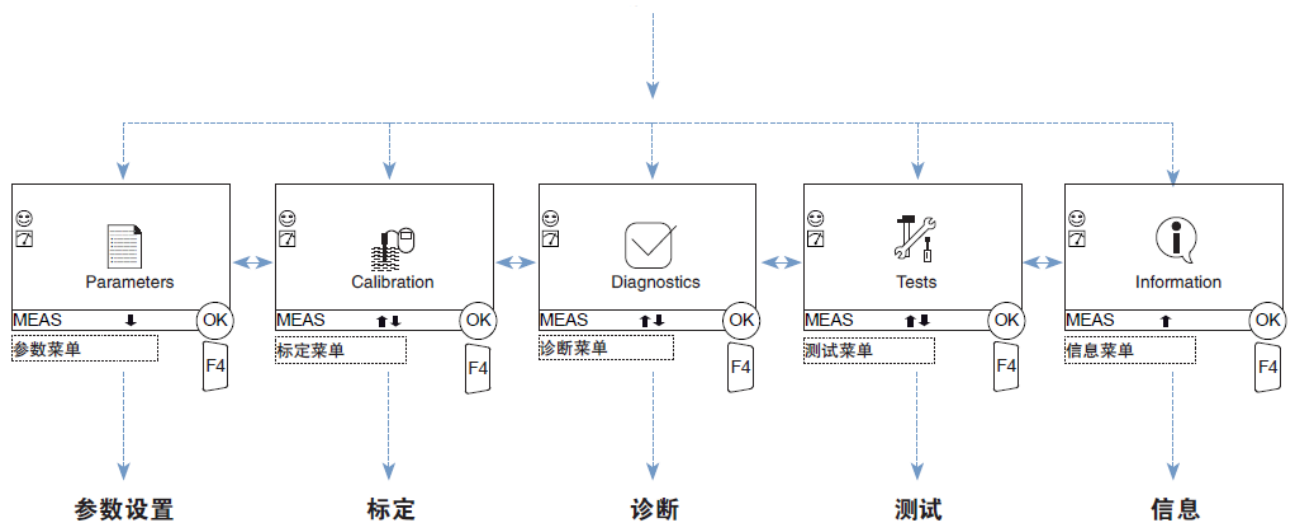 Parameters
MEAS OK
参数菜单
F4
参数设置
Calibration
MEAS OK
标定菜单
F4
标定
Diagnostics
MEAS OK
诊断菜单
F4
诊断
Tests
MEAS OK
测试菜单
F4
测试
Information
MEAS OK
信息菜单
F4
信息